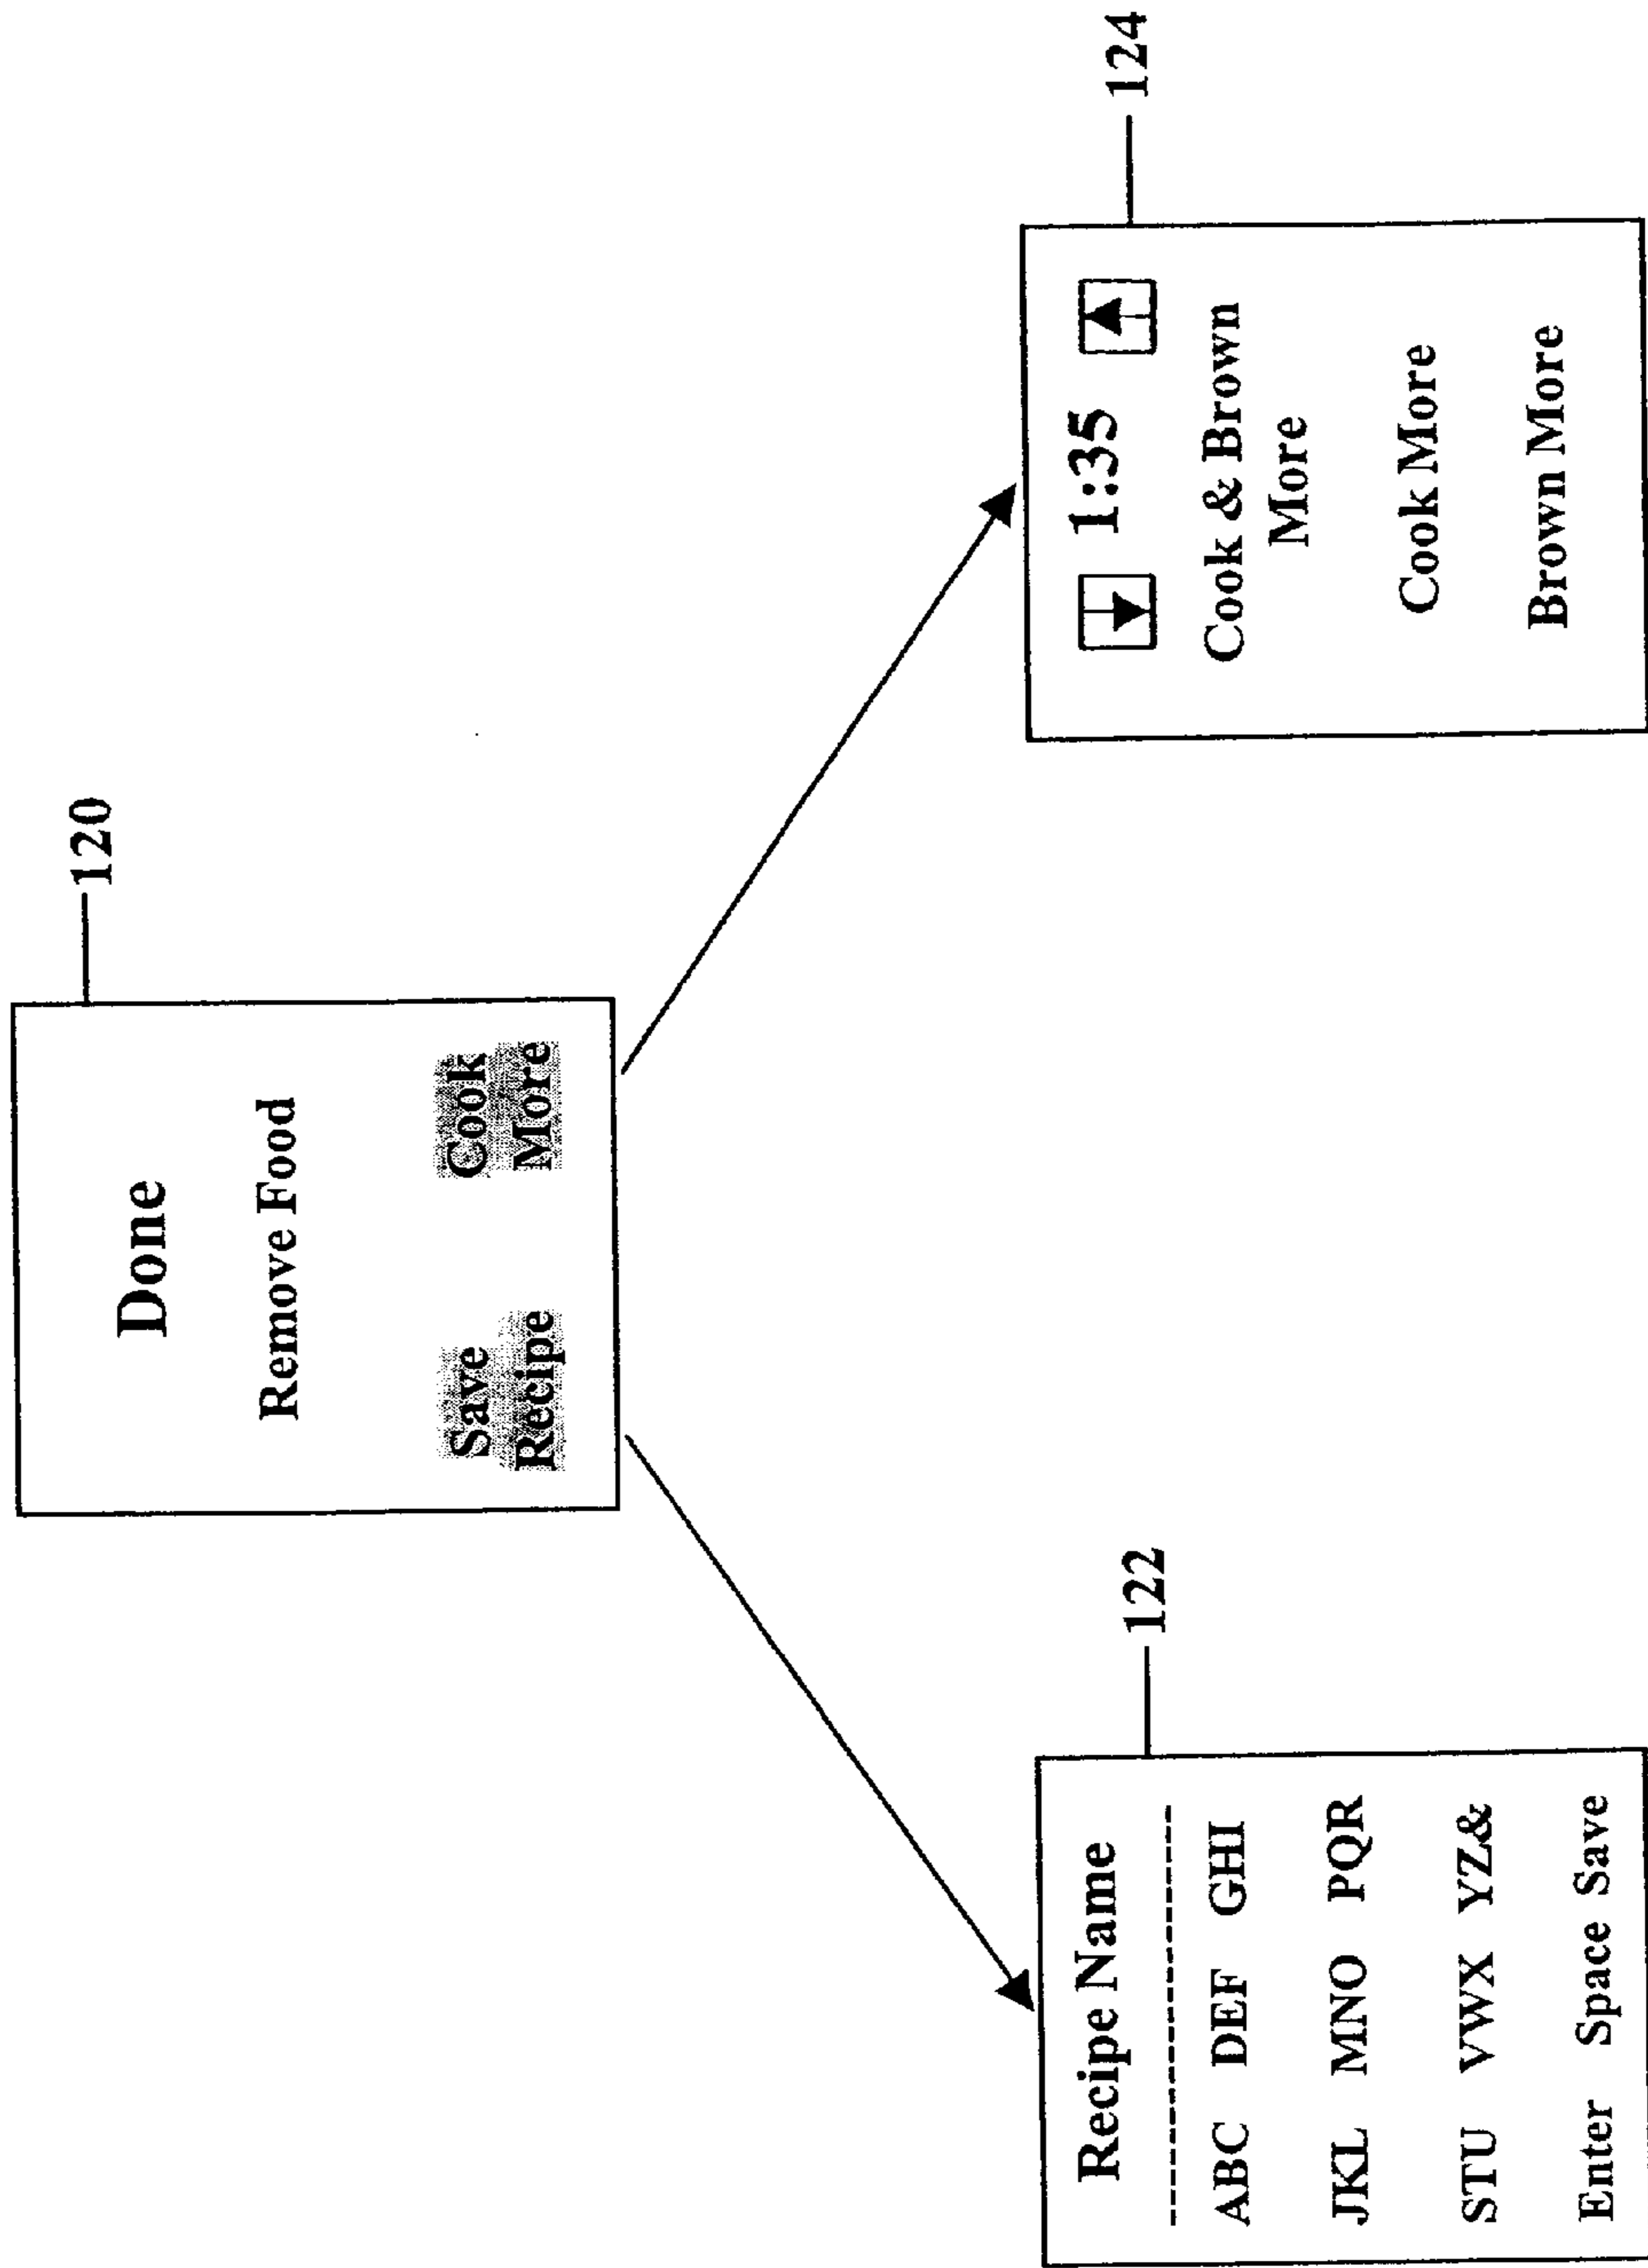 Done
120
Remove Food
Save
Recipe
Cook
More
Recipe Name
122
ABC DEF GHI
JKL MNO PQR
STU VWX YZ&
Enter Space Save
1:35
124
Cook & Brown
More
Cook More
Brown More